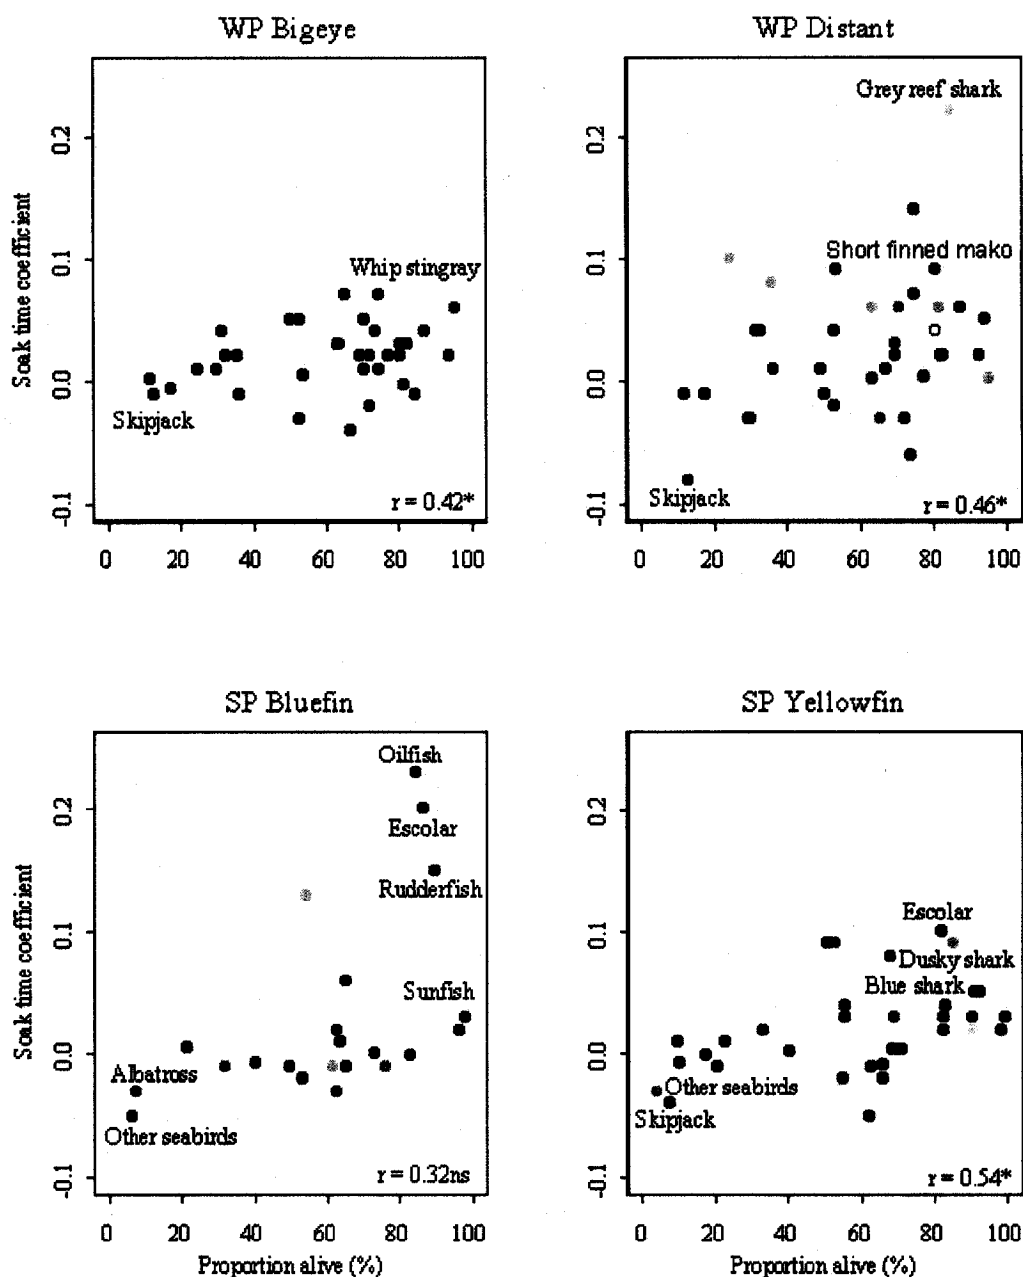 WP Bigeye
WP Distant
Soak time coefficient
0.2
0.1
0.0
-0.1
Whip stingray
Skipjack
r = 0.42*
0 20 40 60 80 100
0.2
0.1
0.0
-0.1
Grey reef shark
Short finned mako
Skipjack
r = 0.46*
0 20 40 60 80 100
SP Bluefin
SP Yellowfin
Soak time coefficient
0.2
0.1
0.0
-0.1
Oilfish
Escolar
Rudderfish
Sunfish
Albatross
Other seabirds
r = 0.32ns
0 20 40 60 80 100
Proportion alive (%)
0.2
0.1
0.0
-0.1
Escolar
Dusky shark
Blue shark
Other seabirds
Skipjack
r = 0.54*
0 20 40 60 80 100
Proportion alive (%)